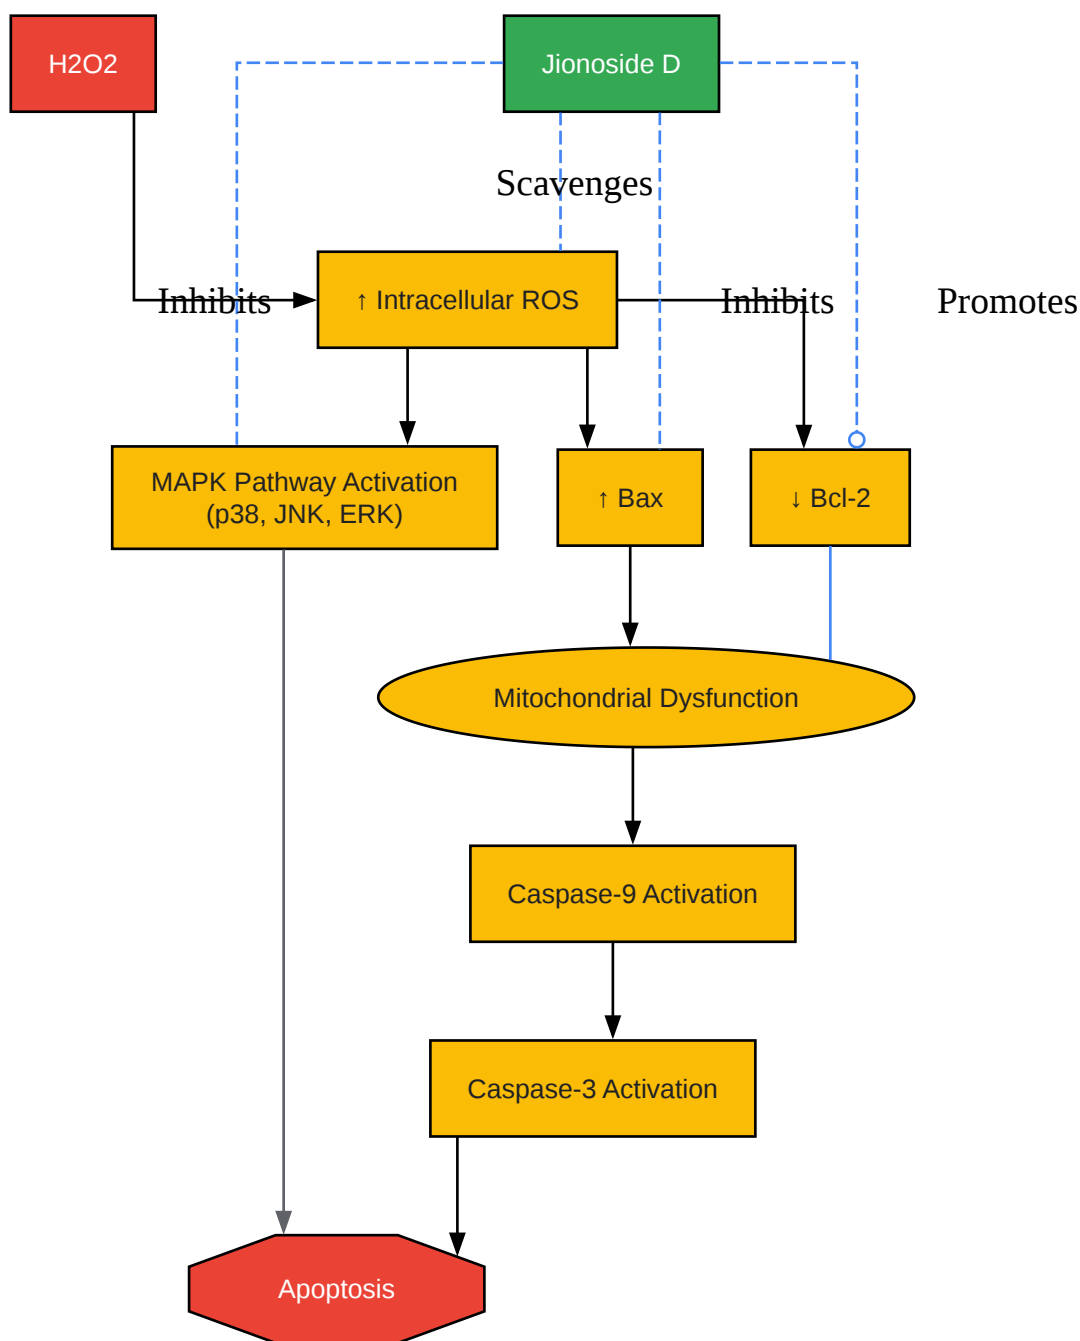 H2O2
Jionoside D
Scavenges
Inhibits
↑ Intracellular ROS
Inhibits
Promotes
MAPK Pathway Activation
(p38, JNK, ERK)
↑ Bax
↓ Bcl-2
Mitochondrial Dysfunction
Caspase-9 Activation
Caspase-3 Activation
Apoptosis